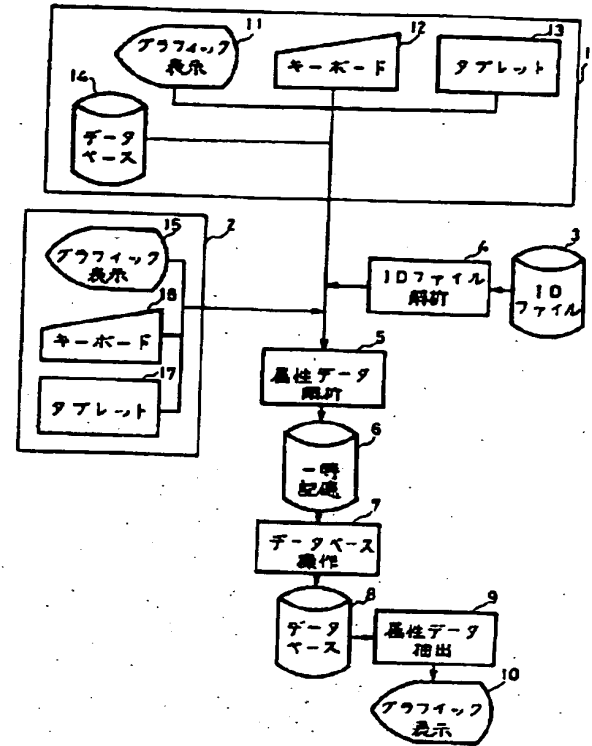 11
グラフィック
表示
12
キーボード
13
タブレット
1
14
データ
ベース
2
15
グラフィック
表示
16
キーボード
17
タブレット
4
IDファイル
解析
3
ID
ファイル
5
属性データ
解析
6
一時
記憶
7
データベース
操作
8
データ
ベース
9
属性データ
抽出
10
グラフィック
表示